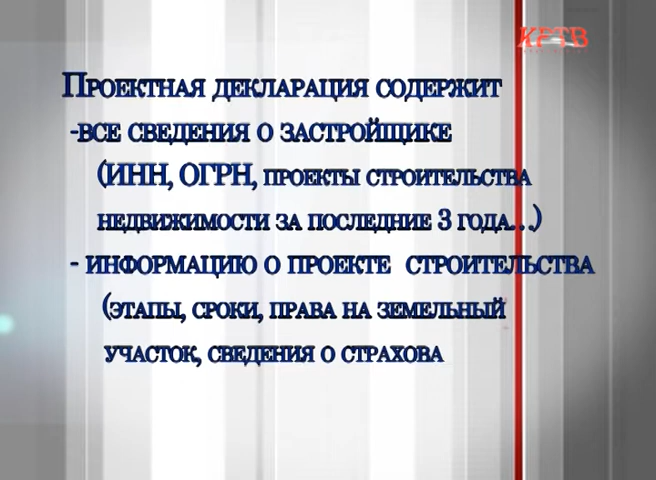 КРТВ
Проектная декларация содержит
-все сведения о застройщике
(ИНН, ОГРН, проекты строительства
недвижимости за последние 3 года...)
- информацию о проекте строительства
(этапы, сроки, права на земельный
участок, сведения о страхова